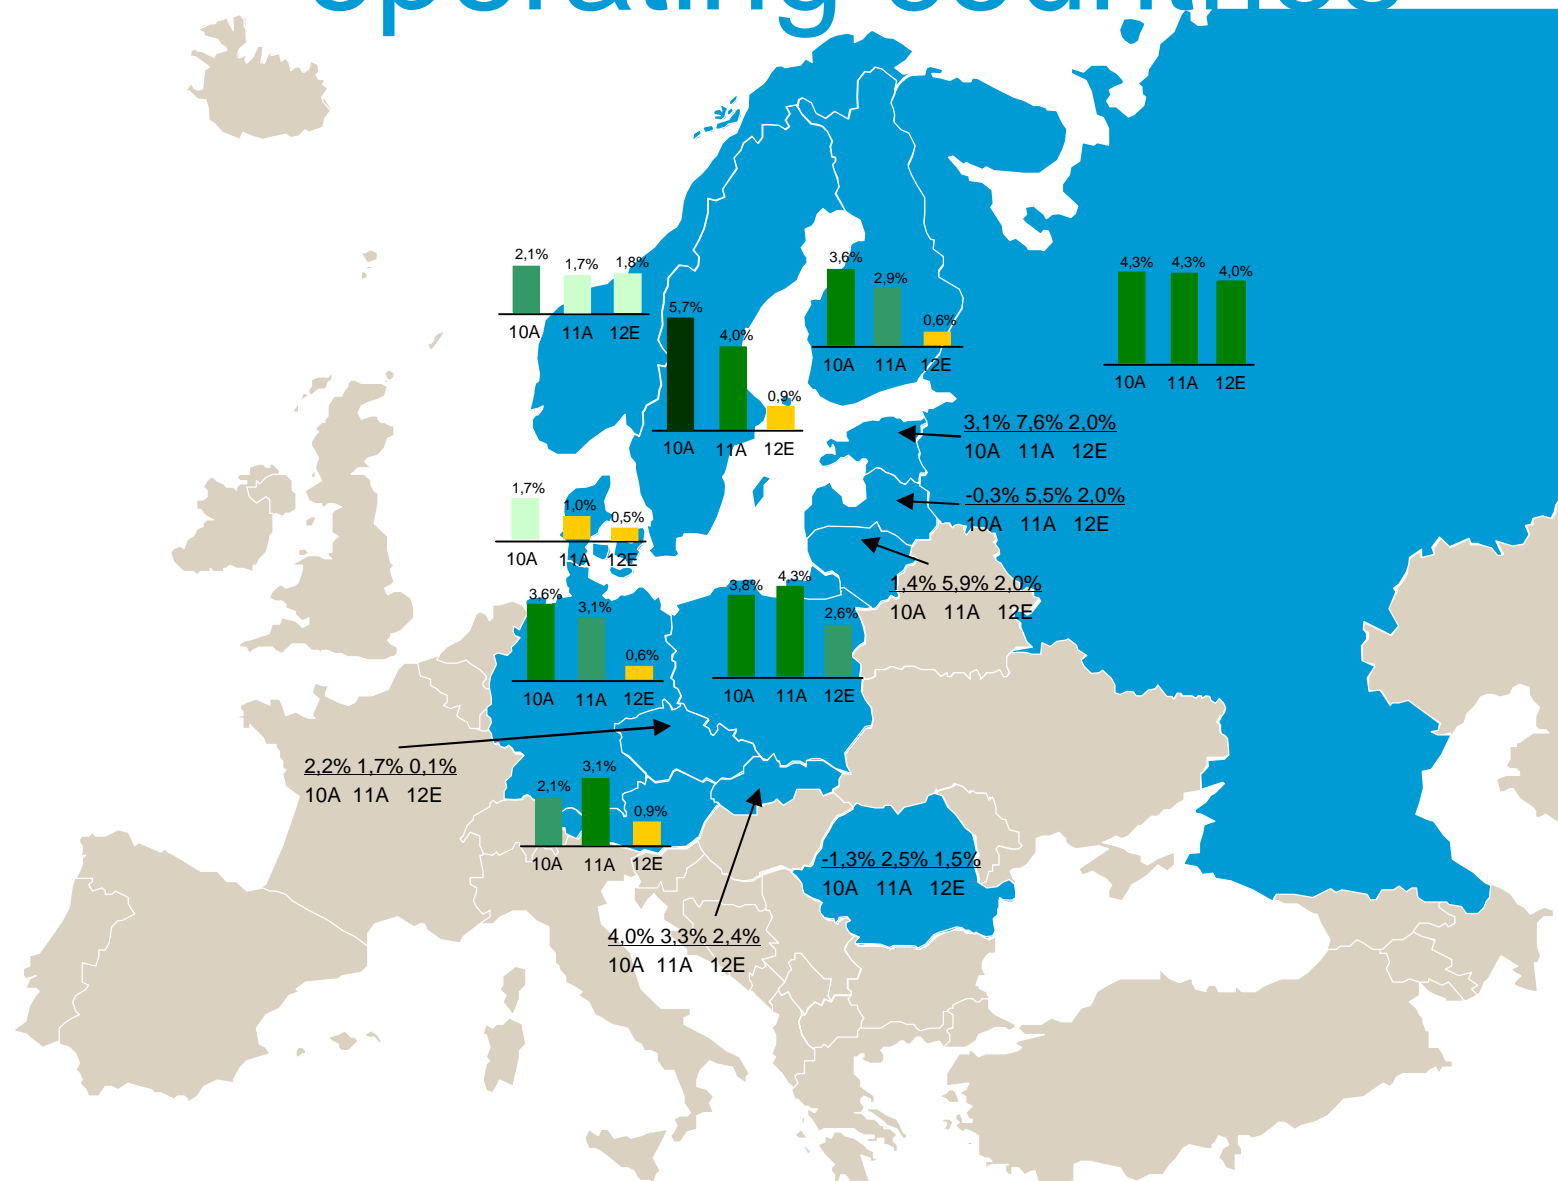 operating countries
2,1% 1,7% 1,8%
10A 11A 12E
5,7% 4,0% 0,9%
10A 11A 12E
3,6% 2,9% 0,6%
10A 11A 12E
4,3% 4,3% 4,0%
10A 11A 12E
3,1% 7,6% 2,0%
10A 11A 12E
-0,3% 5,5% 2,0%
10A 11A 12E
1,4% 5,9% 2,0%
10A 11A 12E
1,7% 1,0% 0,5%
10A 11A 12E
3,6% 3,1% 0,6%
10A 11A 12E
3,8% 4,3% 2,6%
10A 11A 12E
2,2% 1,7% 0,1%
10A 11A 12E
2,1% 3,1% 0,9%
10A 11A 12E
-1,3% 2,5% 1,5%
10A 11A 12E
4,0% 3,3% 2,4%
10A 11A 12E